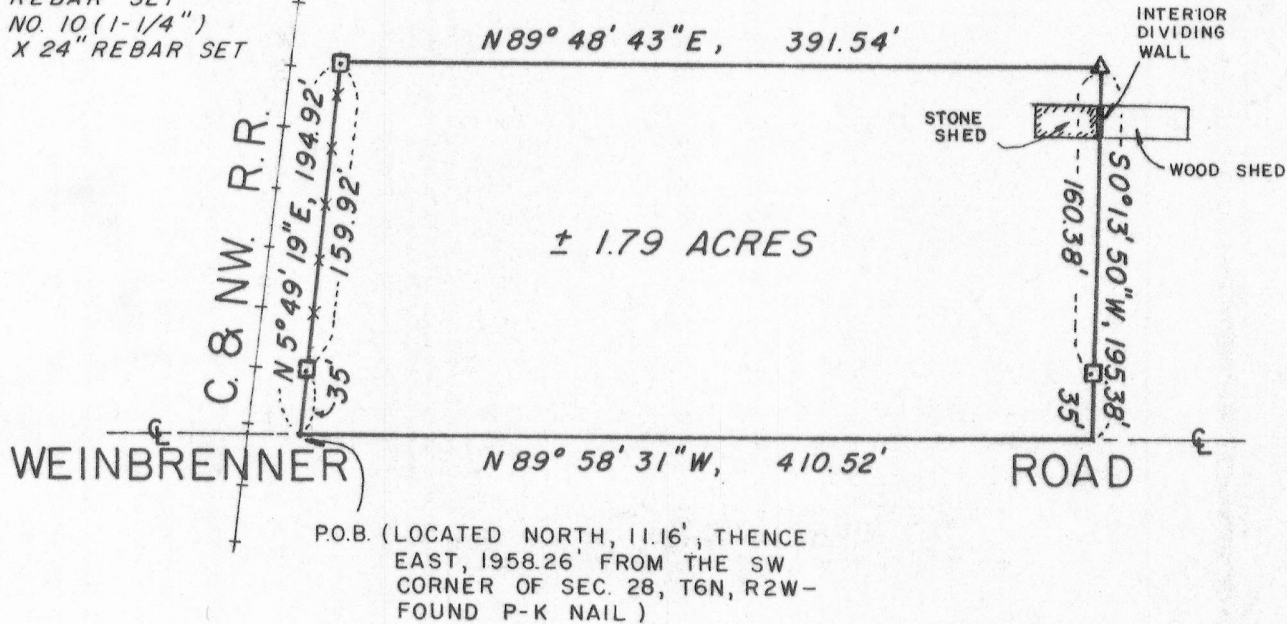 REBAR SET
NO. 10 (1-1/4")
X 24" REBAR SET
N 89° 48' 43" E, 391.54'
INTERIOR
DIVIDING
WALL
STONE
SHED
WOOD SHED
C. & NW. R. R.
N 5° 49' 19" E, 194.92'
159.92'
35'
± 1.79 ACRES
160.38'
S 0° 13' 50" W, 195.38'
35'
℄
℄
WEINBRENNER ROAD
N 89° 58' 31" W, 410.52'
P.O.B. (LOCATED NORTH, 11.16', THENCE
EAST, 1958.26' FROM THE SW
CORNER OF SEC. 28, T6N, R2W-
FOUND P-K NAIL)